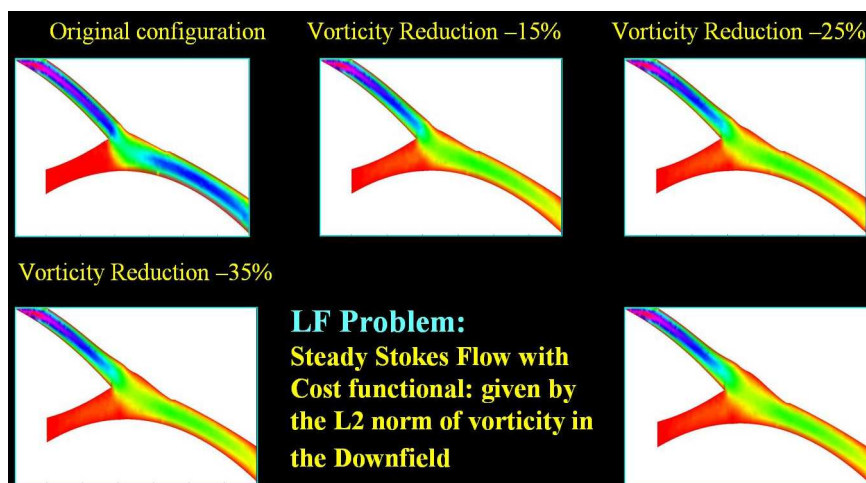 Original configuration
Vorticity Reduction –15%
Vorticity Reduction –25%
Vorticity Reduction –35%
LF Problem:
Steady Stokes Flow with
Cost functional: given by
the L2 norm of vorticity in
the Downfield